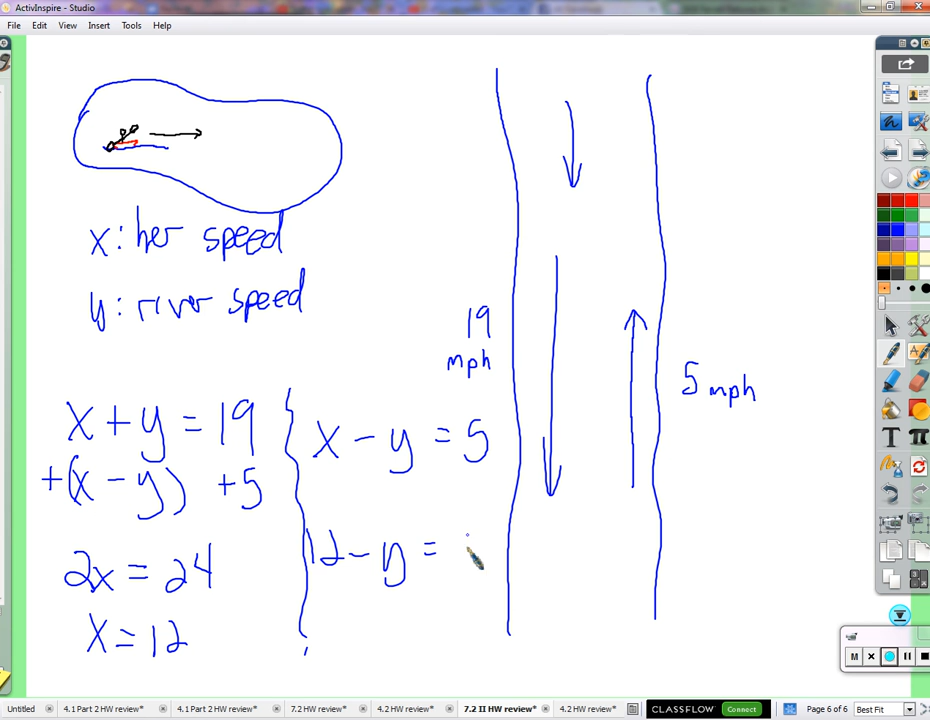 ActivInspire - Studio
File Edit View Insert Tools Help
x: her speed
y: river speed
19
mph
5 mph
x + y = 19
+(x - y) +5
2x = 24
x = 12
x - y = 5
12 - y =
T π
M
Untitled 4.1 Part 2 HW review* 4.1 Part 2 HW review* 7.2 HW review* 4.2 HW review* 7.2 II HW review* 4.2 HW review* CLASSFLOW Connect Page 6 of 6 Best Fit